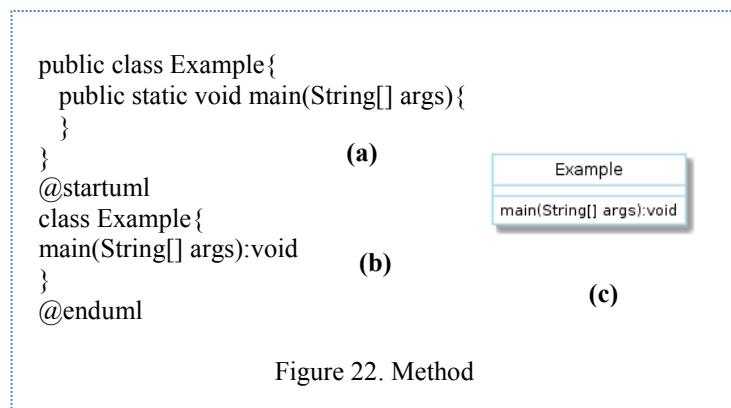 public class Example{
public static void main(String[] args){
}
}
(a)
@startuml
class Example{
main(String[] args):void
}
@enduml
(b)
Example
main(String[] args):void
(c)
Figure 22. Method